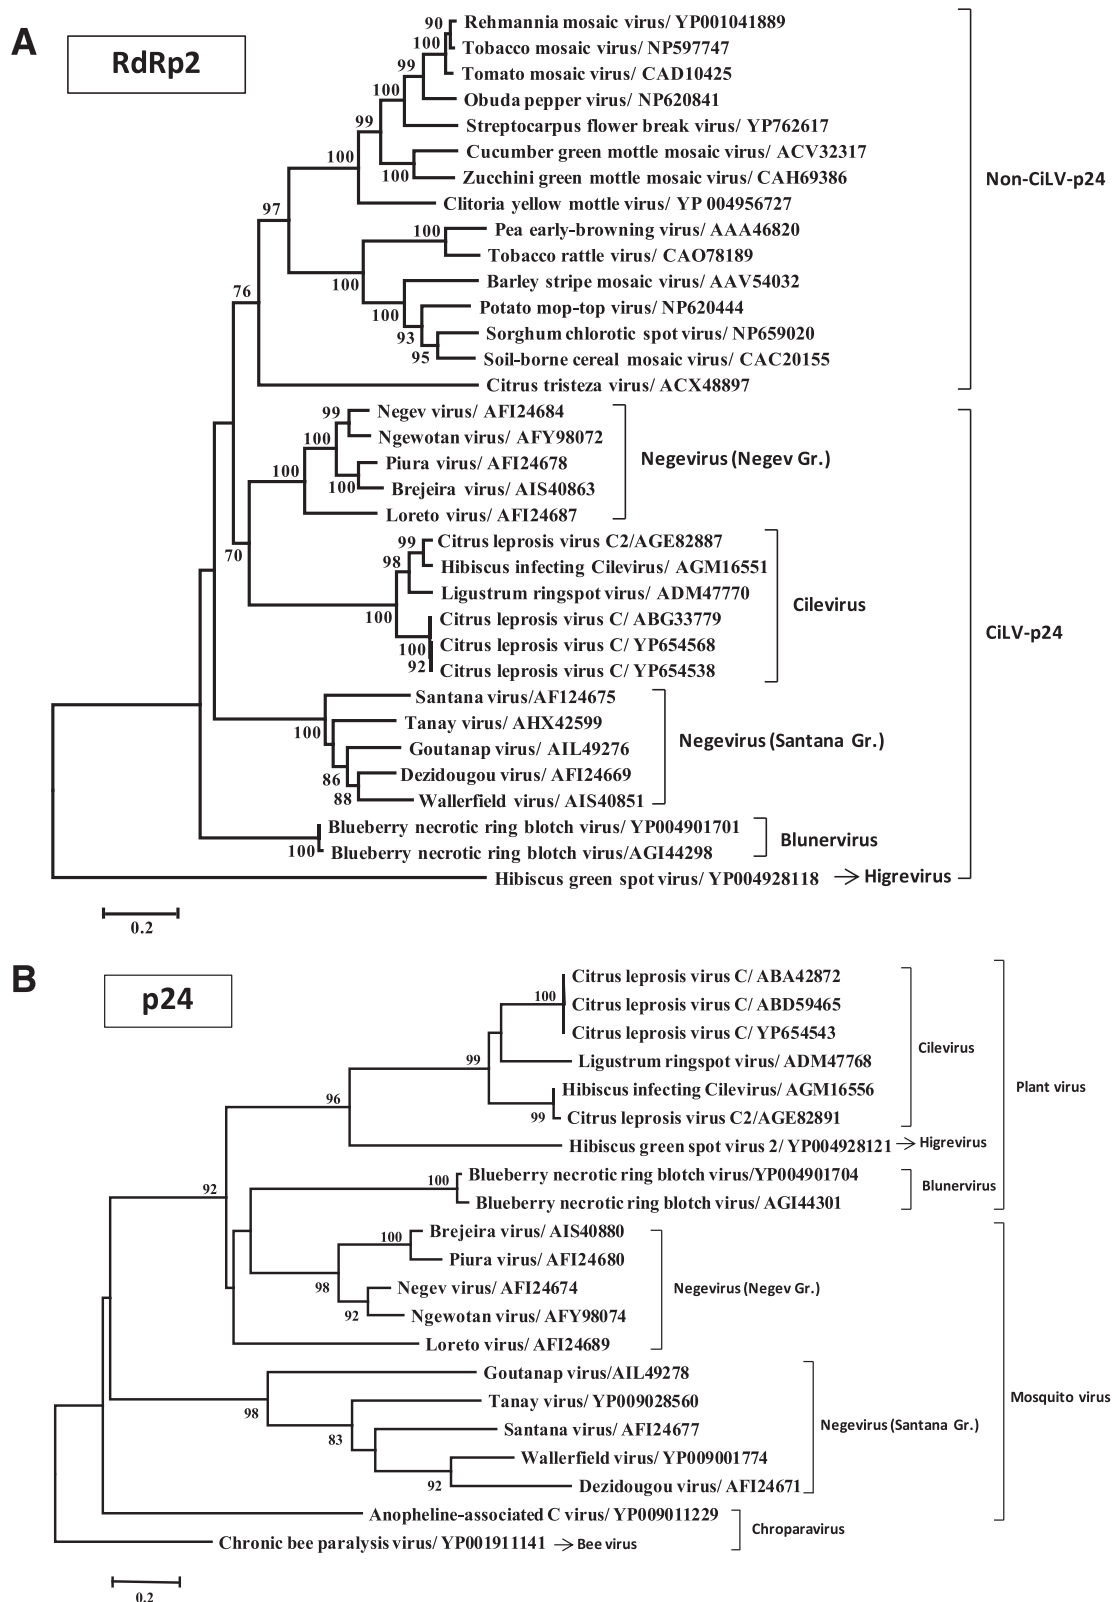 A
RdRp2
90
Rehmannia mosaic virus/ YP001041889
100
Tobacco mosaic virus/ NP597747
99
Tomato mosaic virus/ CAD10425
100
Obuda pepper virus/ NP620841
99
Streptocarpus flower break virus/ YP762617
100
Cucumber green mottle mosaic virus/ ACV32317
100
Zucchini green mottle mosaic virus/ CAH69386
Non-CiLV-p24
97
Clitoria yellow mottle virus/ YP 004956727
100
Pea early-browning virus/ AAA46820
Tobacco rattle virus/ CAO78189
100
Barley stripe mosaic virus/ AAV54032
76
100
Potato mop-top virus/ NP620444
93
Sorghum chlorotic spot virus/ NP659020
95
Soil-borne cereal mosaic virus/ CAC20155
Citrus tristeza virus/ ACX48897
99
Negev virus/ AFI24684
100
Ngewotan virus/ AFY98072
100
Piura virus/ AFI24678
Negevirus (Negev Gr.)
100
Brejeira virus/ AIS40863
Loreto virus/ AFI24687
70
99
Citrus leprosis virus C2/AGE82887
98
Hibiscus infecting Cilevirus/ AGM16551
Ligustrum ringspot virus/ ADM47770
Cilevirus
100
Citrus leprosis virus C/ ABG33779
100
Citrus leprosis virus C/ YP654568
CiLV-p24
92
Citrus leprosis virus C/ YP654538
Santana virus/AF124675
100
Tanay virus/ AHX42599
Negevirus (Santana Gr.)
Goutanap virus/ AIL49276
86
Dezidougou virus/ AFI24669
88
Wallerfield virus/ AIS40851
Blueberry necrotic ring blotch virus/ YP004901701
Blunervirus
100
Blueberry necrotic ring blotch virus/AGI44298
Hibiscus green spot virus/ YP004928118 → Higrevirus
0.2
B
p24
Citrus leprosis virus C/ ABA42872
100
Citrus leprosis virus C/ ABD59465
Citrus leprosis virus C/ YP654543
Cilevirus
99
Ligustrum ringspot virus/ ADM47768
Plant virus
96
Hibiscus infecting Cilevirus/ AGM16556
99
Citrus leprosis virus C2/AGE82891
Hibiscus green spot virus 2/ YP004928121 → Higrevirus
92
100
Blueberry necrotic ring blotch virus/YP004901704
Blunervirus
Blueberry necrotic ring blotch virus/ AGI44301
100
Brejeira virus/ AIS40880
Piura virus/ AFI24680
98
Negev virus/ AFI24674
Negevirus (Negev Gr.)
92
Ngewotan virus/ AFY98074
Loreto virus/ AFI24689
Goutanap virus/AIL49278
98
Tanay virus/ YP009028560
Mosquito virus
83
Santana virus/ AFI24677
Negevirus (Santana Gr.)
Wallerfield virus/ YP009001774
92
Dezidougou virus/ AFI24671
Anopheline-associated C virus/ YP009011229
Chroparavirus
Chronic bee paralysis virus/ YP001911141 → Bee virus
0.2